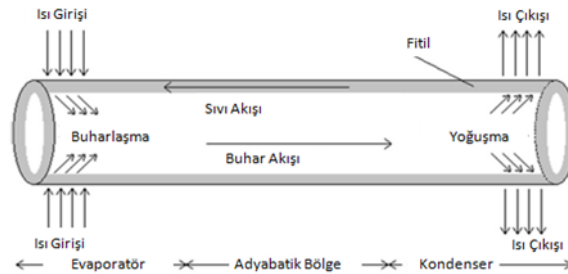 Isı Girişi
Isı Çıkışı
Fitil
Sıvı Akışı
Buharlaşma
Yoğuşma
Buhar Akışı
Isı Girişi
Isı Çıkışı
Evaporatör
Adyabatik Bölge
Kondenser